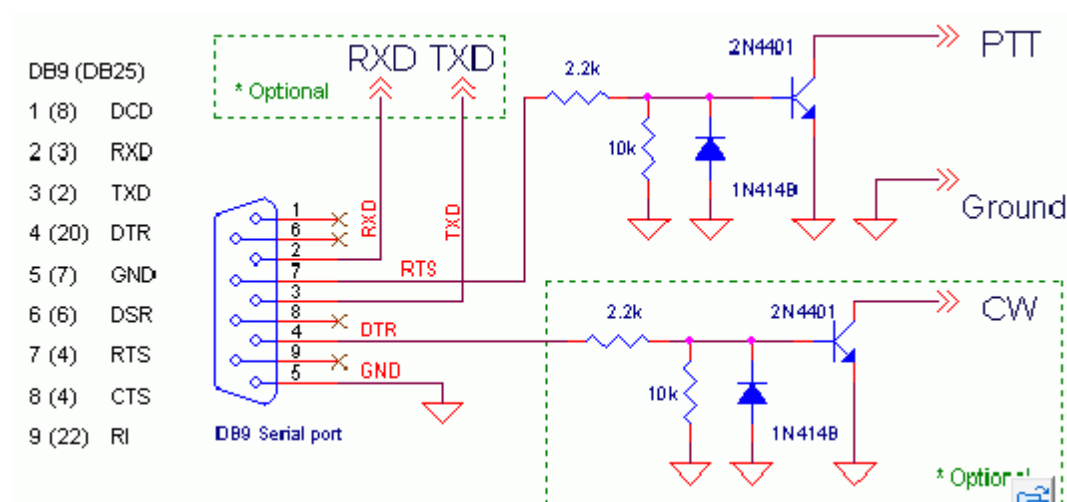 DB9 (DB25)
1 (8) DCD
2 (3) RXD
3 (2) TXD
4 (20) DTR
5 (7) GND
6 (6) DSR
7 (4) RTS
8 (4) CTS
9 (22) RI
RXD TXD
* Optional
1
6
2
7
3
8
4
9
5
RXD
TXD
RTS
DTR
GND
DB9 Serial port
2.2k
10k
1N4148
2N4401
PTT
Ground
2.2k
10k
1N4148
2N4401
CW
* Optional